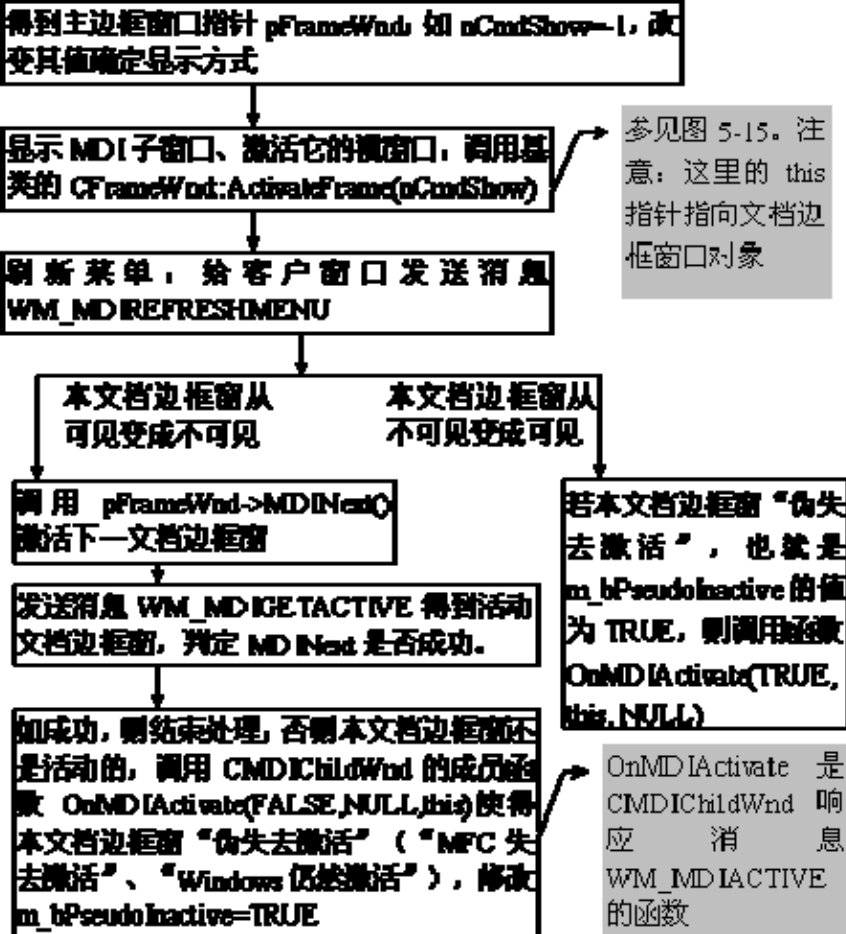 得到主边框窗口指针 pFrameWnd, 如 nCmdShow=-1，改
变其值确定显示方式
显示 MDI 子窗口、激活它的视窗口，调用基
类的 CFrameWnd::ActivateFrame(nCmdShow)
参见图 5-15。注
意：这里的 this
指针指向文档边
框窗口对象
刷新菜单：给客户窗口发送消息
WM_MDIREFRESHMENU
本文档边框窗从
可见变成不可见
本文档边框窗从
不可见变成可见
调用 pFrameWnd->MDINext()
激活下一文档边框窗
发送消息 WM_MDIGETACTIVE 得到活动
文档边框窗，判定 MDINext 是否成功。
如成功，则结束处理；否则本文档边框窗还
是活动的，调用 CMDIChildWnd 的成员函
数 OnMDIActivate(FALSE,NULL,this)使得
本文档边框窗“伪失去激活”（“MFC 失
去激活”、“Windows 仍然激活”），修改
m_bPseudoInactive=TRUE
若本文档边框窗“伪失
去激活”，也就是
m_bPseudoInactive 的值
为 TRUE，则调用函数
OnMDIActivate(TRUE,
this, NULL)
OnMDIActivate 是
CMDIChildWnd 响
应消息
WM_MDIACTIVE
的函数